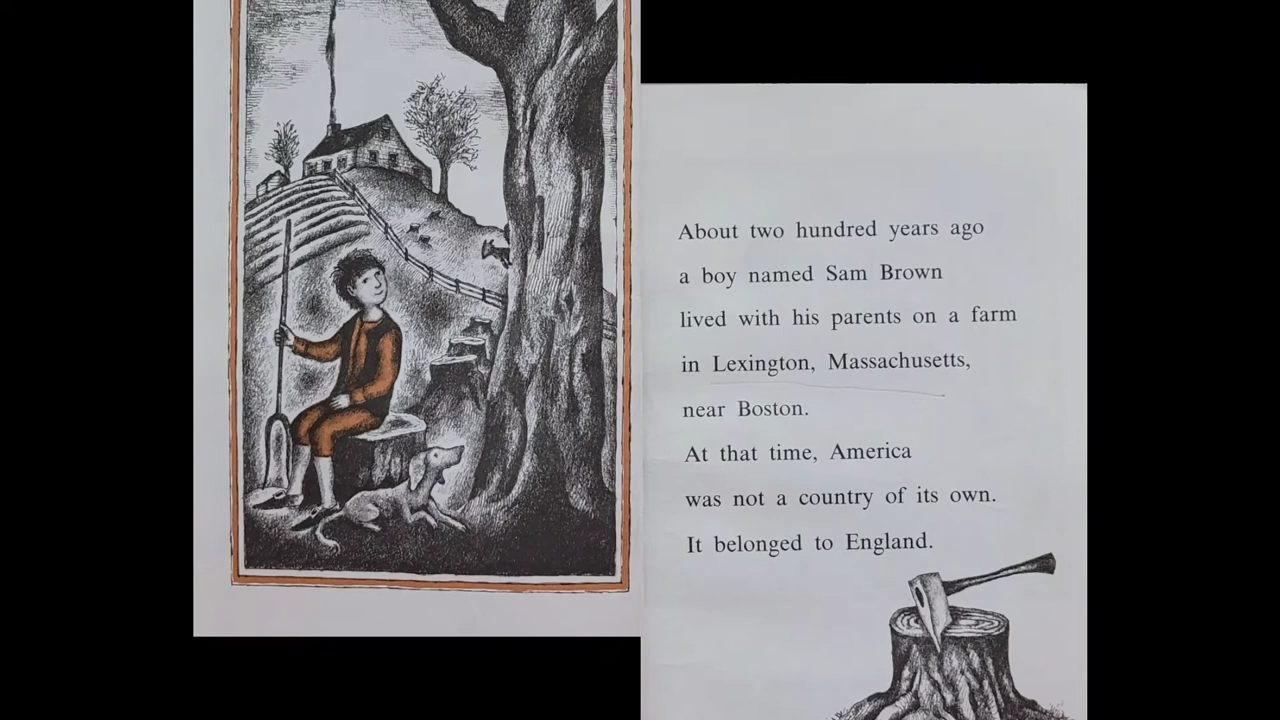 About two hundred years ago
a boy named Sam Brown
lived with his parents on a farm
in Lexington, Massachusetts,
near Boston.
At that time, America
was not a country of its own.
It belonged to England.